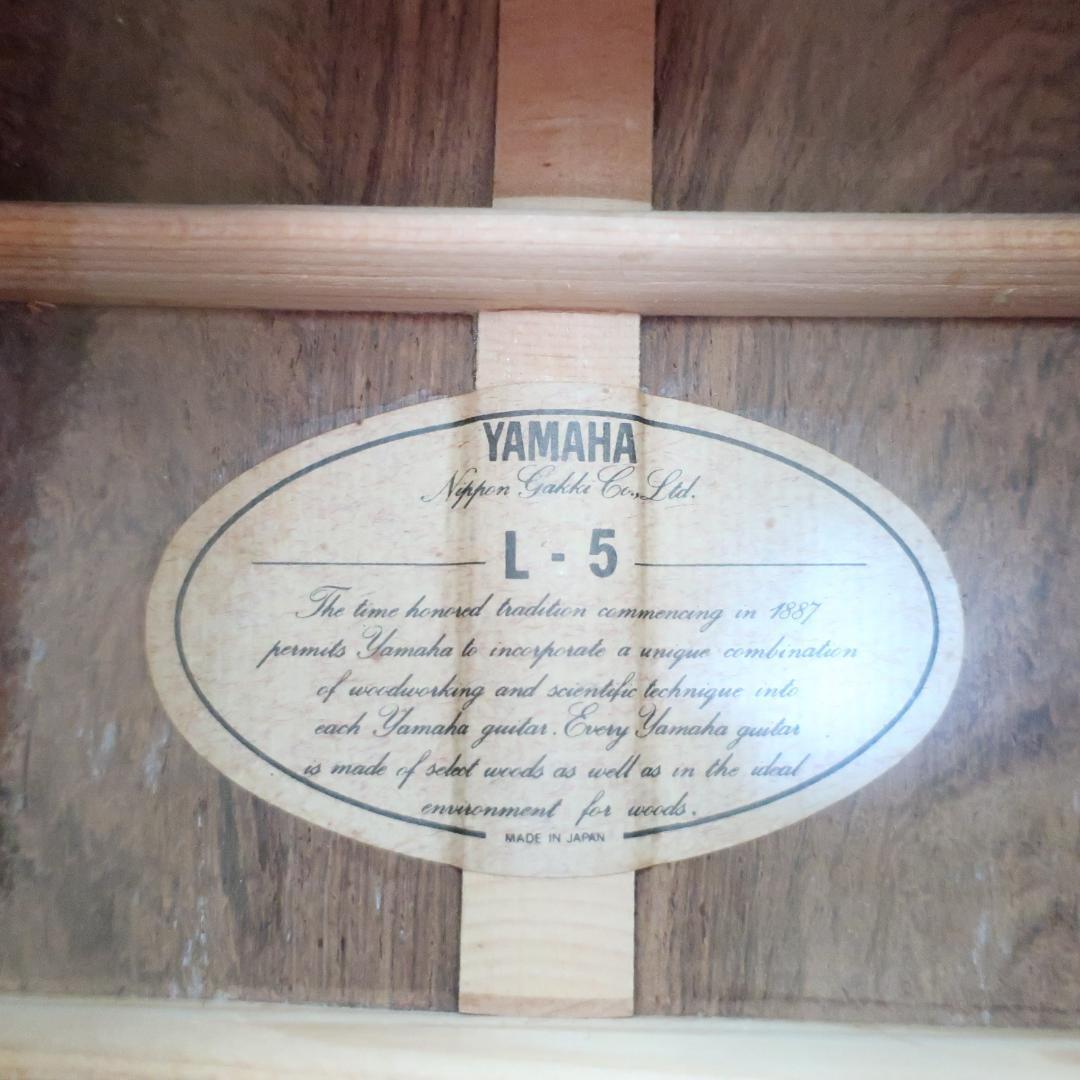 YAMAHA
Nippon Gakki Co., Ltd.
L - 5
The time honored tradition commencing in 1887
permits Yamaha to incorporate a unique combination
of woodworking and scientific technique into
each Yamaha guitar. Every Yamaha guitar
is made of select woods as well as in the ideal
environment for woods.
MADE IN JAPAN